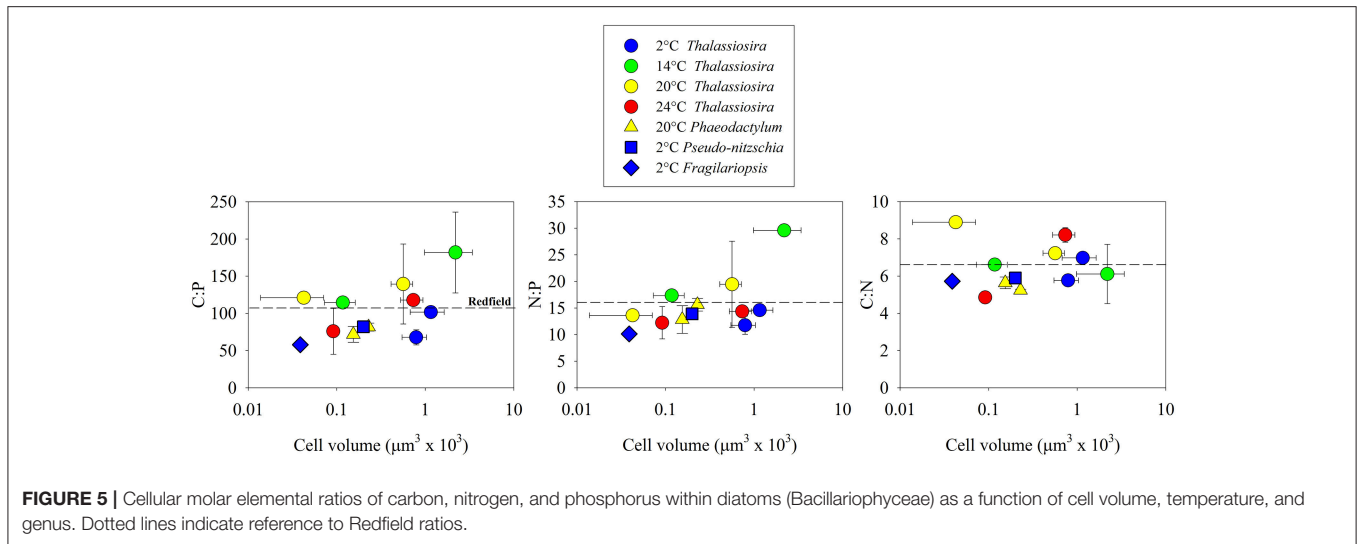 2°C Thalassiosira
14°C Thalassiosira
20°C Thalassiosira
24°C Thalassiosira
20°C Phaeodactylum
2°C Pseudo-nitzschia
2°C Fragilariopsis
250
200
150
100
50
0
C:P
Redfield
0.01 0.1 1 10
Cell volume (μm³ x 10³)
35
30
25
20
15
10
5
0
N:P
0.01 0.1 1 10
Cell volume (μm³ x 10³)
10
8
6
4
2
0
C:N
0.01 0.1 1 10
Cell volume (μm³ x 10³)
FIGURE 5 | Cellular molar elemental ratios of carbon, nitrogen, and phosphorus within diatoms (Bacillariophyceae) as a function of cell volume, temperature, and
genus. Dotted lines indicate reference to Redfield ratios.